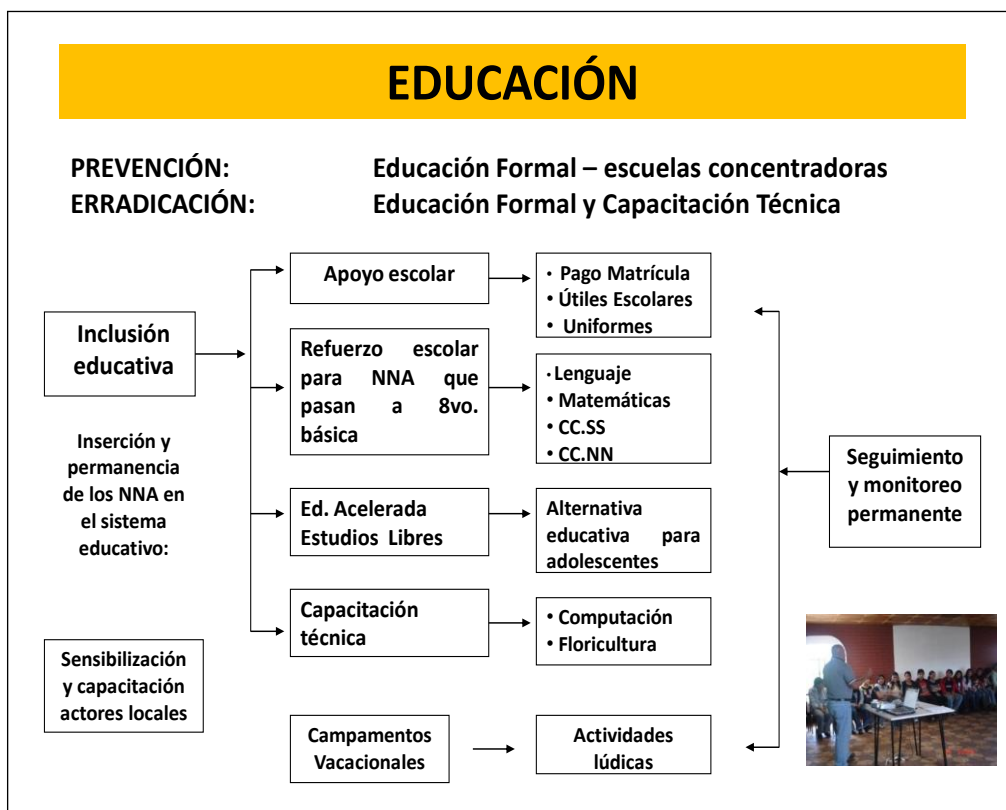 EDUCACIÓN
PREVENCIÓN: Educación Formal – escuelas concentradoras
ERRADICACIÓN: Educación Formal y Capacitación Técnica
Inclusión
educativa
Inserción y
permanencia
de los NNA en
el sistema
educativo:
Sensibilización
y capacitación
actores locales
Apoyo escolar
• Pago Matrícula
• Útiles Escolares
• Uniformes
Refuerzo escolar
para NNA que
pasan a 8vo.
básica
•Lenguaje
• Matemáticas
• CC.SS
• CC.NN
Ed. Acelerada
Estudios Libres
Alternativa
educativa para
adolescentes
Capacitación
técnica
• Computación
• Floricultura
Campamentos
Vacacionales
Actividades
lúdicas
Seguimiento
y monitoreo
permanente